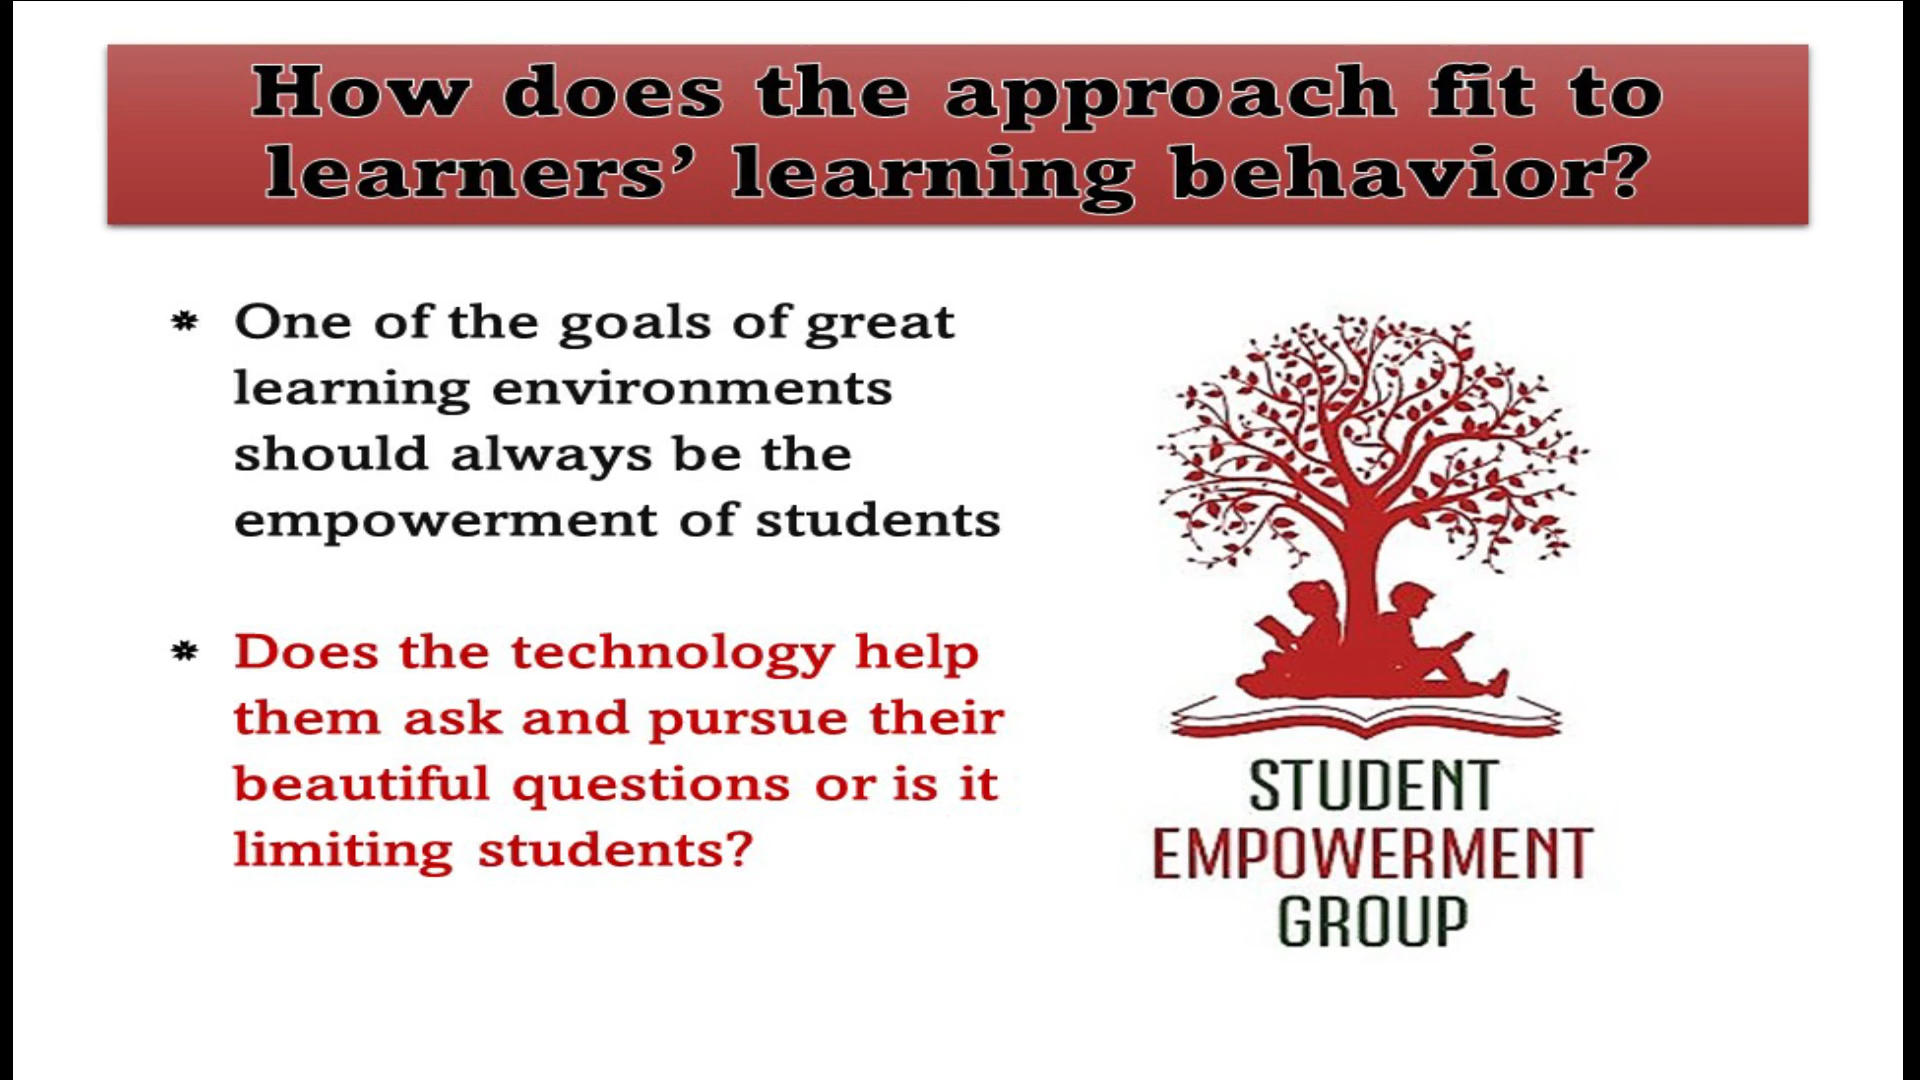 How does the approach fit to
learners’ learning behavior?
* One of the goals of great
learning environments
should always be the
empowerment of students
* Does the technology help
them ask and pursue their
beautiful questions or is it
limiting students?
STUDENT
EMPOWERMENT
GROUP